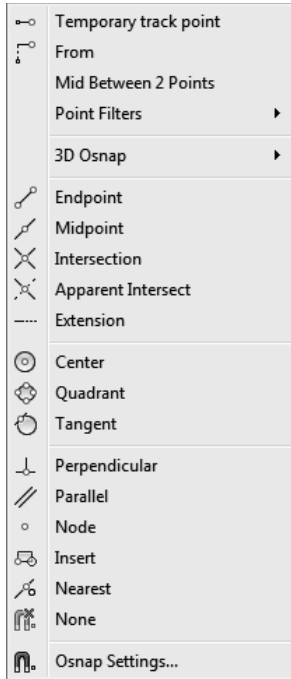 Temporary track point
From
Mid Between 2 Points
Point Filters
3D Osnap
Endpoint
Midpoint
Intersection
Apparent Intersect
Extension
Center
Quadrant
Tangent
Perpendicular
Parallel
Node
Insert
Nearest
None
Osnap Settings...